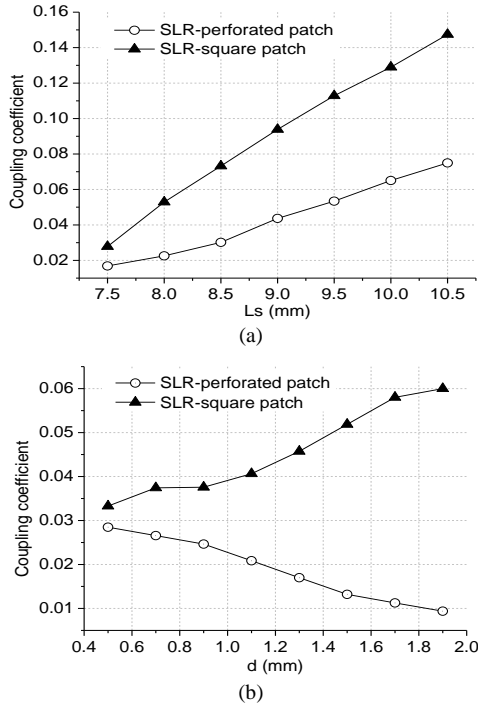 SLR-perforated patch
SLR-square patch
Coupling coefficient
0.16
0.14
0.12
0.10
0.08
0.06
0.04
0.02
7.5 8.0 8.5 9.0 9.5 10.0 10.5
Ls (mm)
(a)
SLR-perforated patch
SLR-square patch
Coupling coefficient
0.06
0.05
0.04
0.03
0.02
0.01
0.4 0.6 0.8 1.0 1.2 1.4 1.6 1.8 2.0
d (mm)
(b)